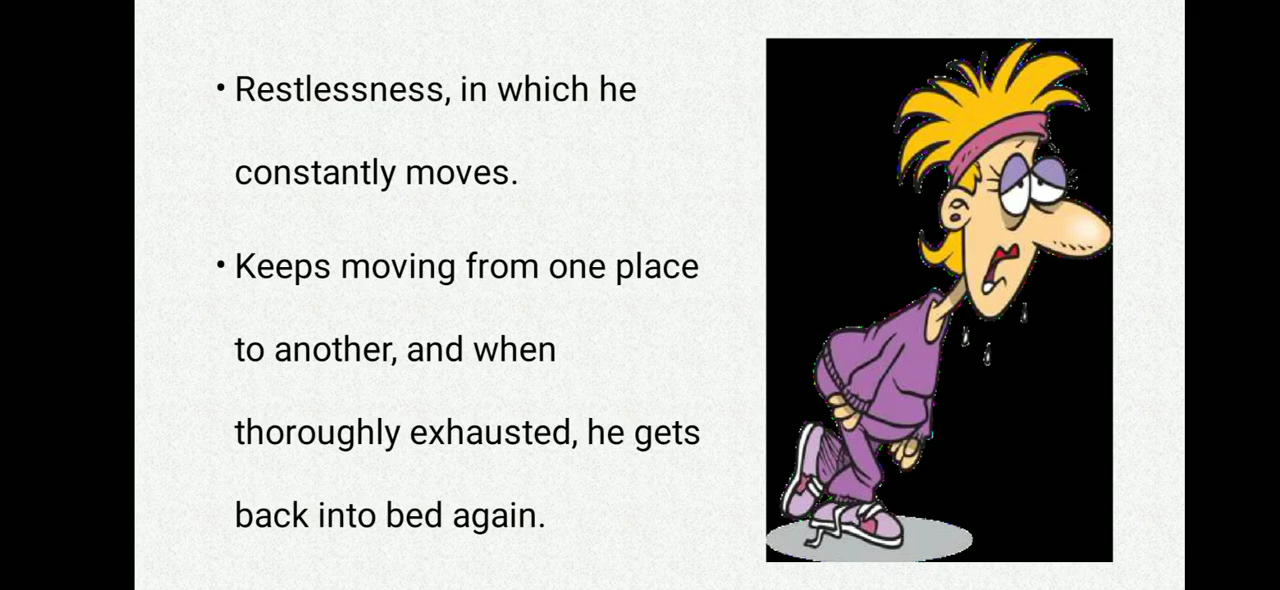 • Restlessness, in which he
constantly moves.
• Keeps moving from one place
to another, and when
thoroughly exhausted, he gets
back into bed again.